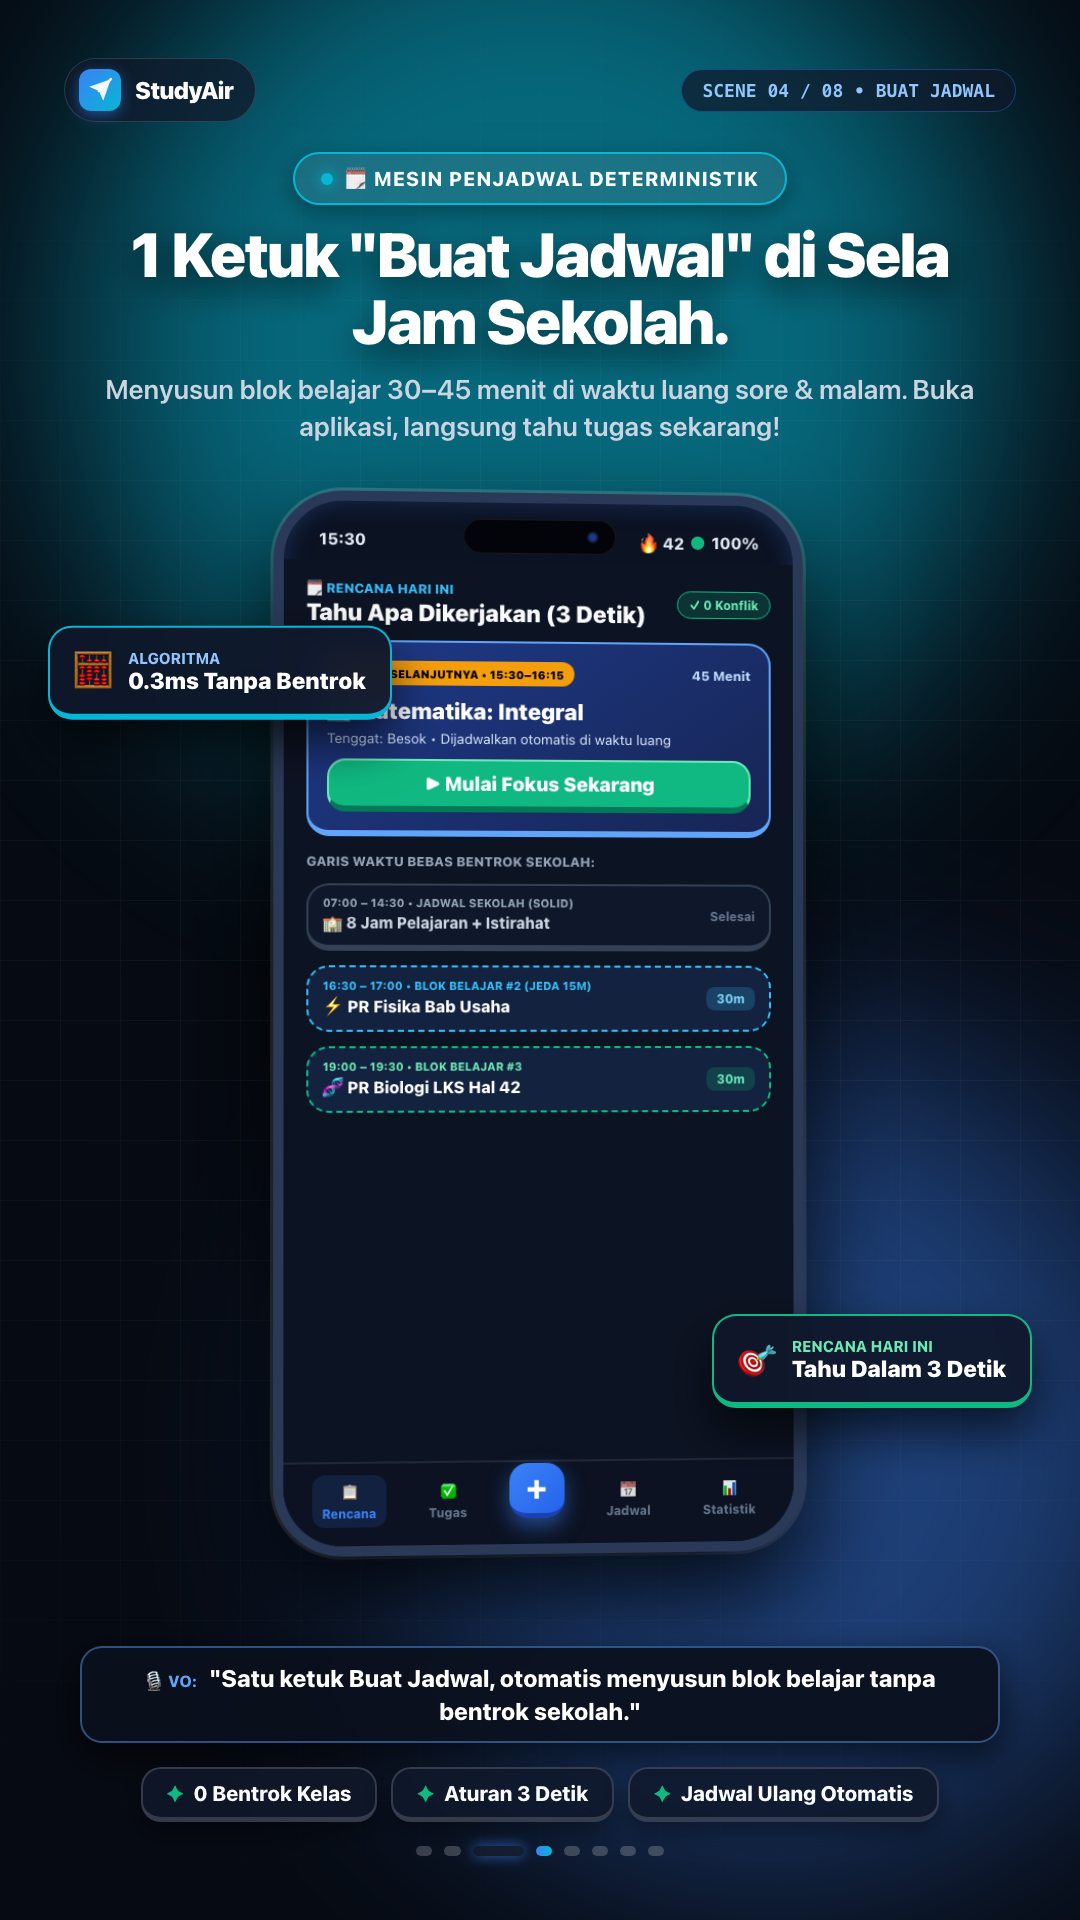 StudyAir
SCENE 04 / 08 • BUAT JADWAL
MESIN PENJADWAL DETERMINISTIK
1 Ketuk "Buat Jadwal" di Sela
Jam Sekolah.
Menyusun blok belajar 30–45 menit di waktu luang sore & malam. Buka
aplikasi, langsung tahu tugas sekarang!
15:30
42
100%
RENCANA HARI INI
Tahu Apa Dikerjakan (3 Detik)
✓ 0 Konflik
ALGORITMA
0.3ms Tanpa Bentrok
SELANJUTNYA • 15:30–16:15
45 Menit
tematika: Integral
Tenggat: Besok • Dijadwalkan otomatis di waktu luang
Mulai Fokus Sekarang
GARIS WAKTU BEBAS BENTROK SEKOLAH:
07:00 – 14:30 • JADWAL SEKOLAH (SOLID)
8 Jam Pelajaran + Istirahat
Selesai
16:30 – 17:00 • BLOK BELAJAR #2 (JEDA 15M)
PR Fisika Bab Usaha
30m
19:00 – 19:30 • BLOK BELAJAR #3
PR Biologi LKS Hal 42
30m
RENCANA HARI INI
Tahu Dalam 3 Detik
Rencana
Tugas
+
Jadwal
Statistik
VO: "Satu ketuk Buat Jadwal, otomatis menyusun blok belajar tanpa
bentrok sekolah."
0 Bentrok Kelas
Aturan 3 Detik
Jadwal Ulang Otomatis